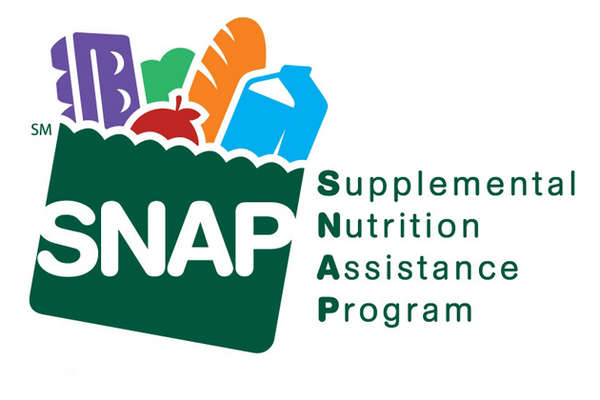 SM
SNAP
Supplemental
Nutrition
Assistance
Program